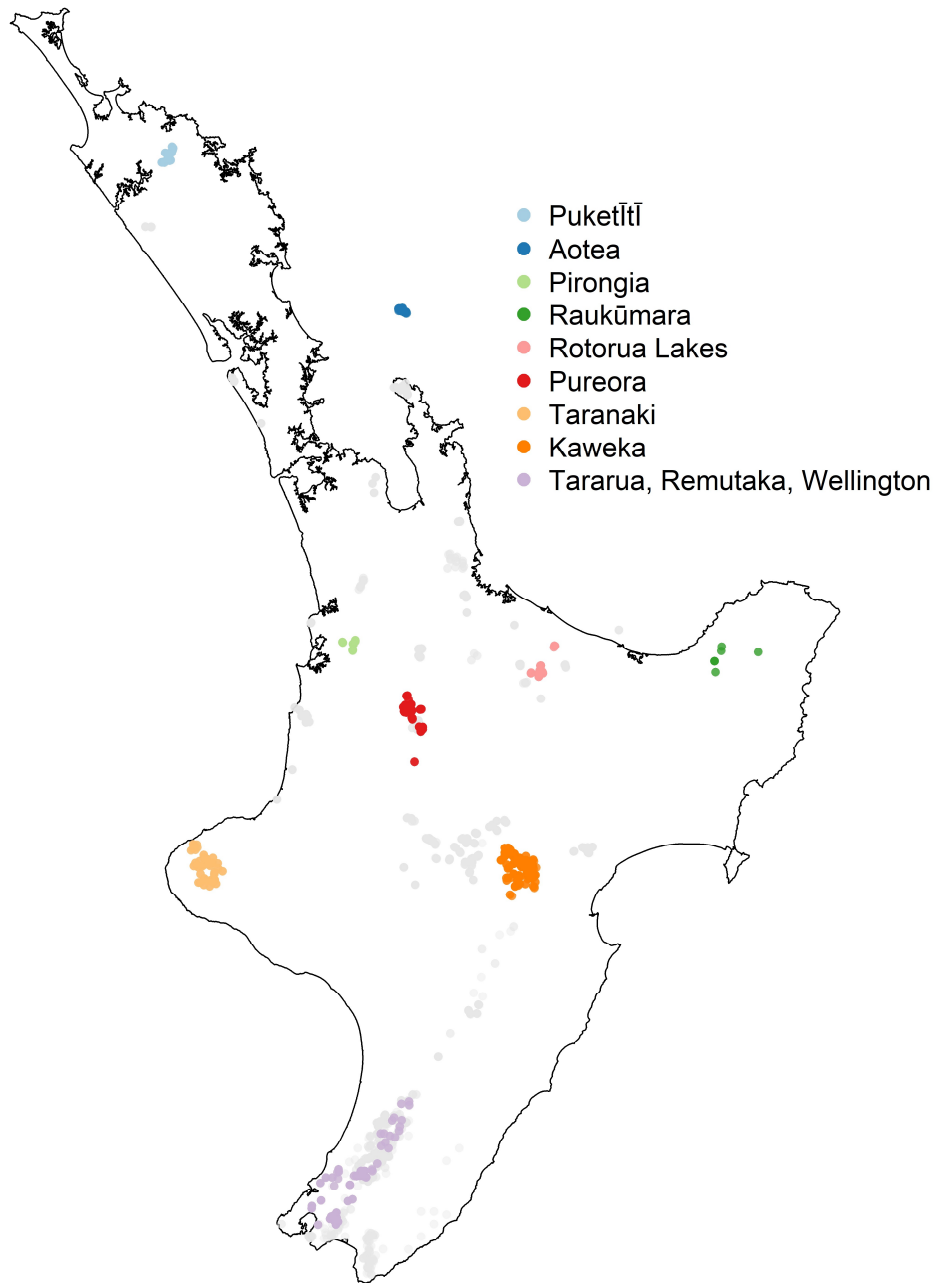 PuketĪtĪ
Aotea
Pirongia
Raukūmara
Rotorua Lakes
Pureora
Taranaki
Kaweka
Tararua, Remutaka, Wellington